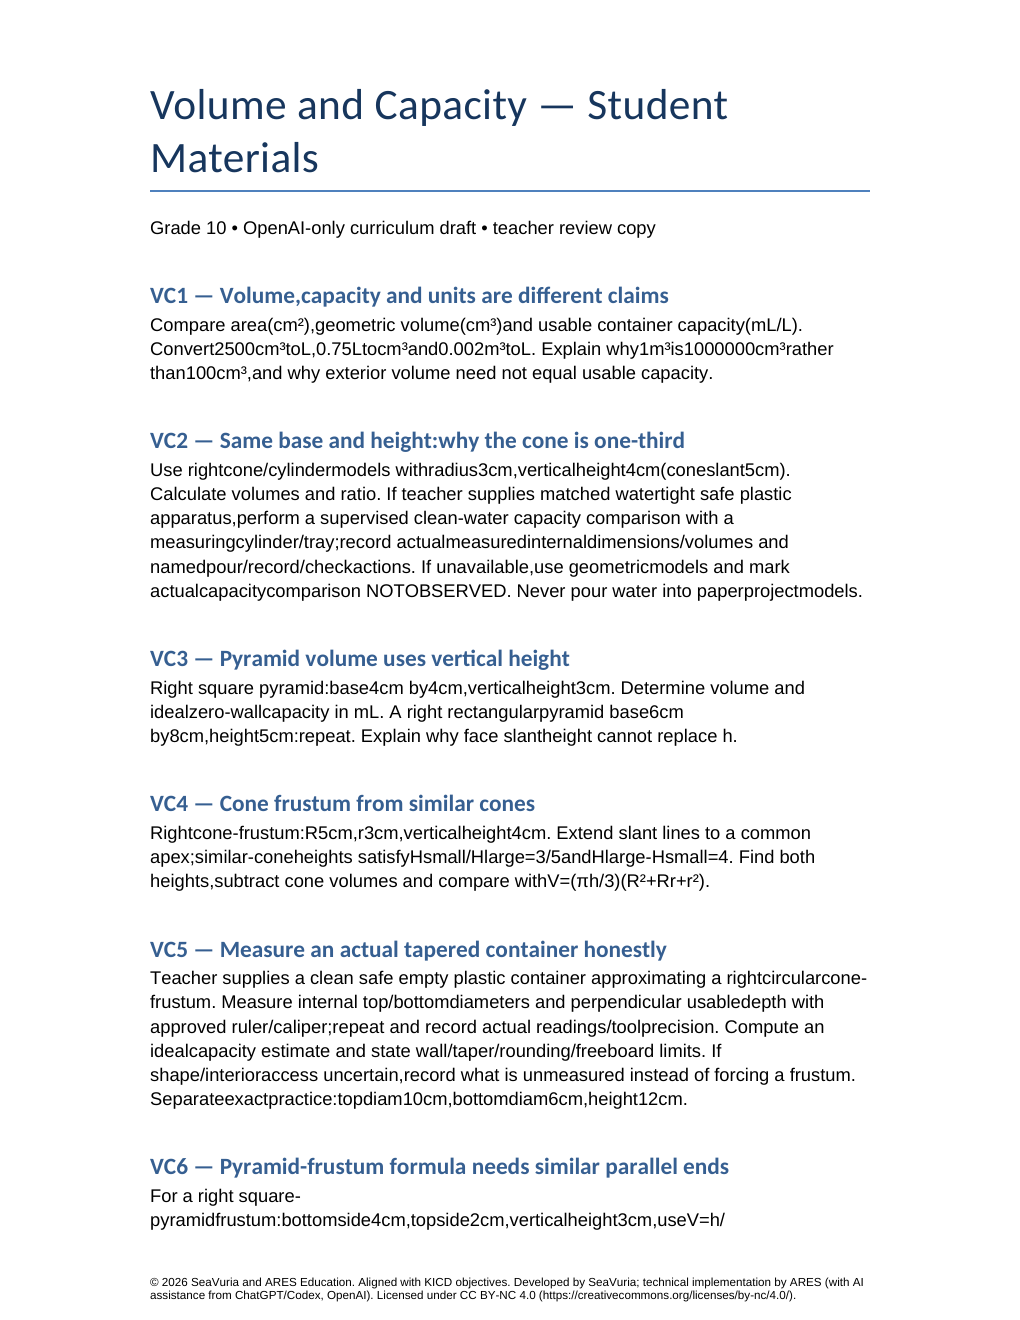 Volume and Capacity — Student
Materials
Grade 10 • OpenAI-only curriculum draft • teacher review copy
VC1 — Volume,capacity and units are different claims
Compare area(cm²),geometric volume(cm³)and usable container capacity(mL/L).
Convert2500cm³toL,0.75Ltocm³and0.002m³toL. Explain why1m³is1000000cm³rather
than100cm³,and why exterior volume need not equal usable capacity.
VC2 — Same base and height:why the cone is one-third
Use rightcone/cylindermodels withradius3cm,verticalheight4cm(coneslant5cm).
Calculate volumes and ratio. If teacher supplies matched watertight safe plastic
apparatus,perform a supervised clean-water capacity comparison with a
measuringcylinder/tray;record actualmeasuredinternaldimensions/volumes and
namedpour/record/checkactions. If unavailable,use geometricmodels and mark
actualcapacitycomparison NOTOBSERVED. Never pour water into paperprojectmodels.
VC3 — Pyramid volume uses vertical height
Right square pyramid:base4cm by4cm,verticalheight3cm. Determine volume and
idealzero-wallcapacity in mL. A right rectangularpyramid base6cm
by8cm,height5cm:repeat. Explain why face slantheight cannot replace h.
VC4 — Cone frustum from similar cones
Rightcone-frustum:R5cm,r3cm,verticalheight4cm. Extend slant lines to a common
apex;similar-coneheights satisfyHsmall/Hlarge=3/5andHlarge-Hsmall=4. Find both
heights,subtract cone volumes and compare withV=(πh/3)(R²+Rr+r²).
VC5 — Measure an actual tapered container honestly
Teacher supplies a clean safe empty plastic container approximating a rightcircularcone-
frustum. Measure internal top/bottomdiameters and perpendicular usabledepth with
approved ruler/caliper;repeat and record actual readings/toolprecision. Compute an
idealcapacity estimate and state wall/taper/rounding/freeboard limits. If
shape/interioraccess uncertain,record what is unmeasured instead of forcing a frustum.
Separateexactpractice:topdiam10cm,bottomdiam6cm,height12cm.
VC6 — Pyramid-frustum formula needs similar parallel ends
For a right square-
pyramidfrustum:bottomside4cm,topside2cm,verticalheight3cm,useV=h/
© 2026 SeaVuria and ARES Education. Aligned with KICD objectives. Developed by SeaVuria; technical implementation by ARES (with AI
assistance from ChatGPT/Codex, OpenAI). Licensed under CC BY-NC 4.0 (https://creativecommons.org/licenses/by-nc/4.0/).